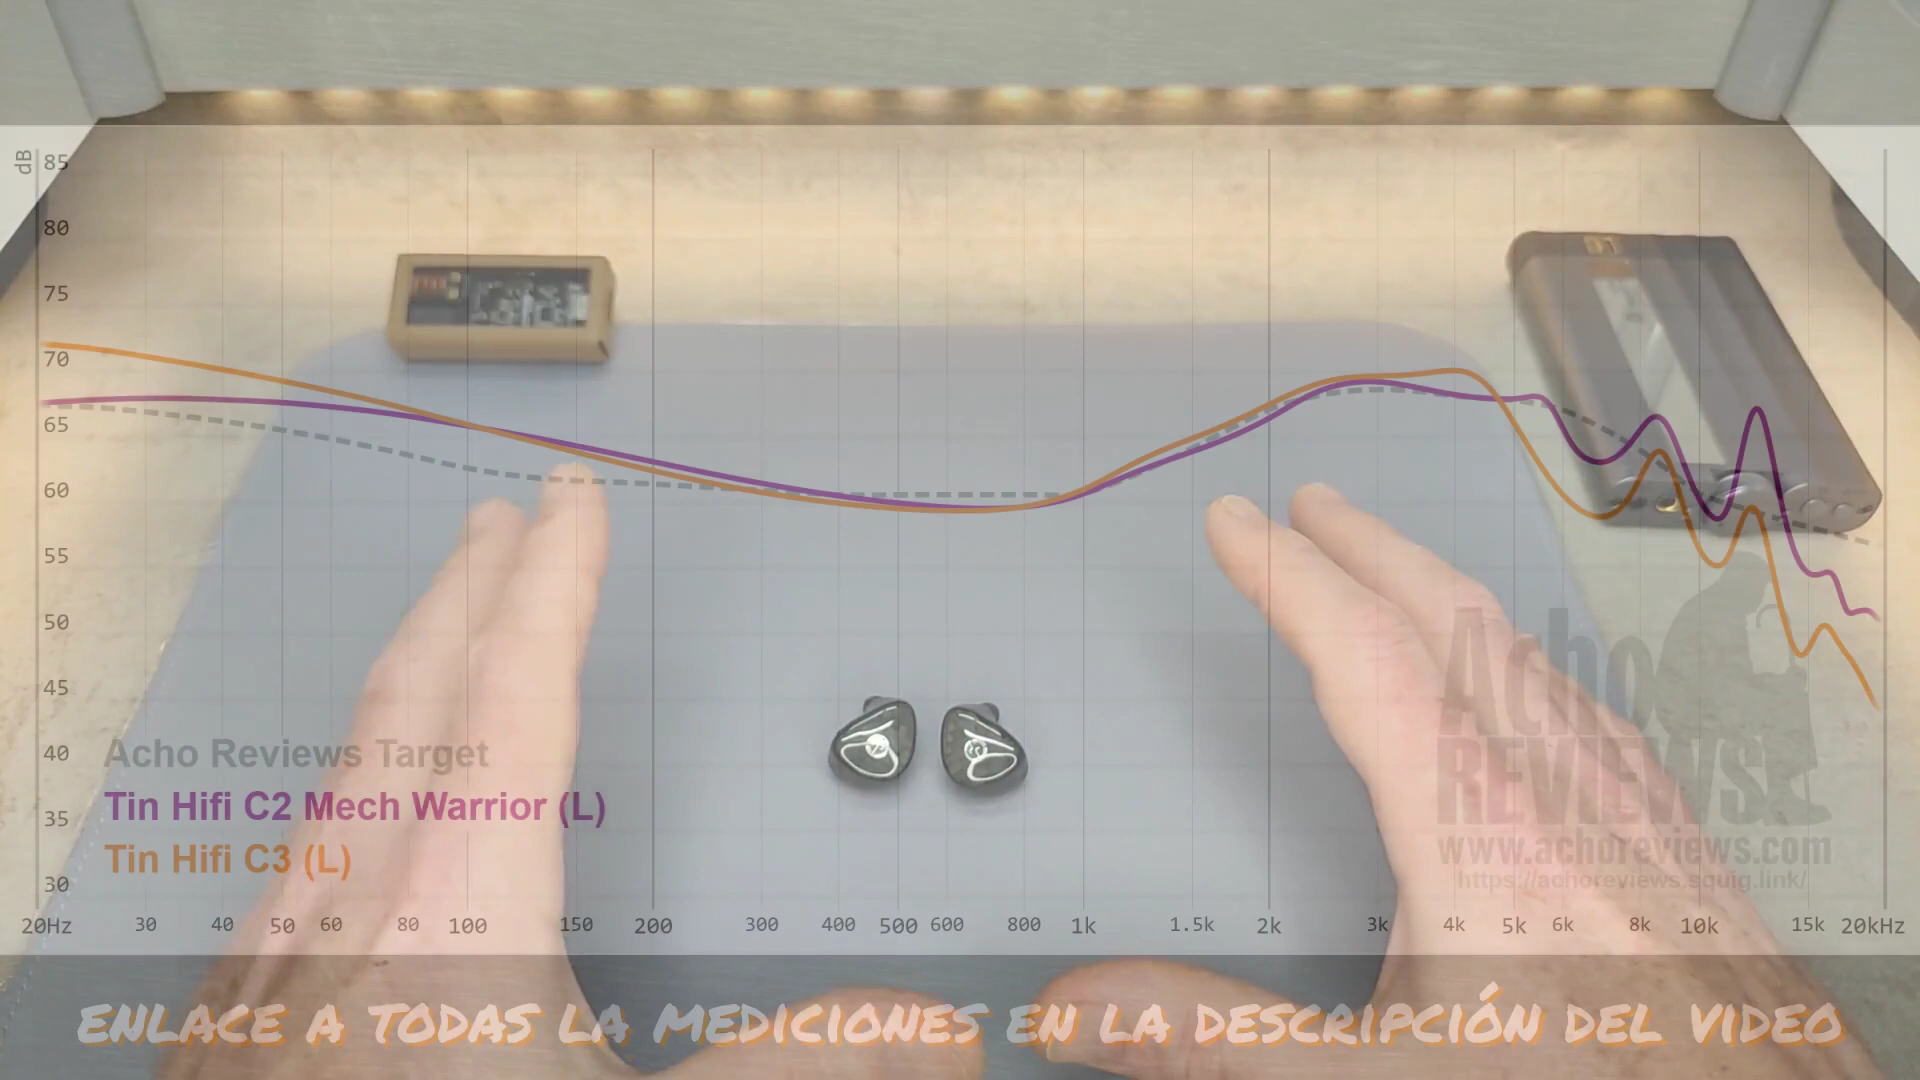 dB
85
80
75
70
65
60
55
50
45
40
35
30
20Hz 30 40 50 60 80 100 150 200 300 400 500 600 800 1k 1.5k 2k 3k 4k 5k 6k 8k 10k 15k 20kHz
Acho Reviews Target
Tin Hifi C2 Mech Warrior (L)
Tin Hifi C3 (L)
Acho
REVIEWS
www.achoreviews.com
https://achoreviews.squig.link/
ENLACE A TODAS LA MEDICIONES EN LA DESCRIPCIÓN DEL VIDEO